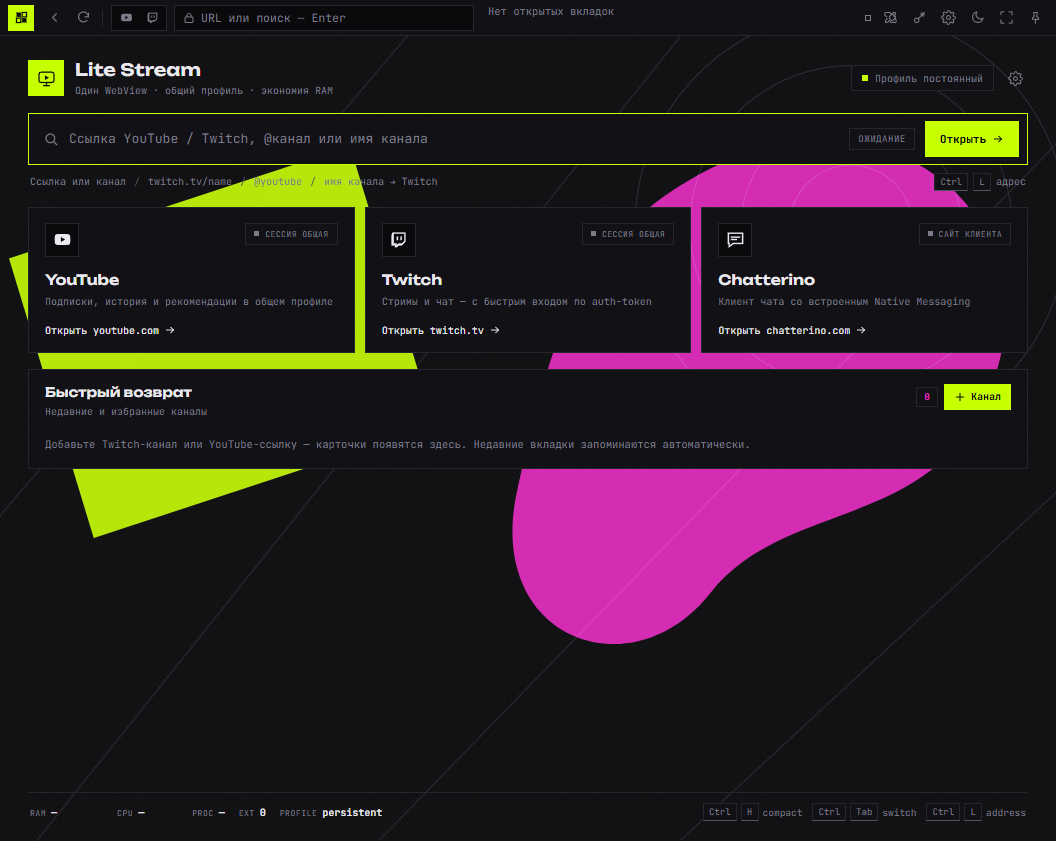 URL или поиск — Enter
Нет открытых вкладок
Lite Stream
Один WebView · общий профиль · экономия RAM
Профиль постоянный
Ссылка YouTube / Twitch, @канал или имя канала
ОЖИДАНИЕ
Открыть →
Ссылка или канал / twitch.tv/name / @youtube / имя канала → Twitch
Ctrl L адрес
СЕССИЯ ОБЩАЯ
YouTube
Подписки, история и рекомендации в общем профиле
Открыть youtube.com →
СЕССИЯ ОБЩАЯ
Twitch
Стримы и чат — с быстрым входом по auth-token
Открыть twitch.tv →
САЙТ КЛИЕНТА
Chatterino
Клиент чата со встроенным Native Messaging
Открыть chatterino.com →
Быстрый возврат
Недавние и избранные каналы
0
+ Канал
Добавьте Twitch-канал или YouTube-ссылку — карточки появятся здесь. Недавние вкладки запоминаются автоматически.
RAM — CPU — PROC — EXT 0 PROFILE persistent
Ctrl H compact Ctrl Tab switch Ctrl L address